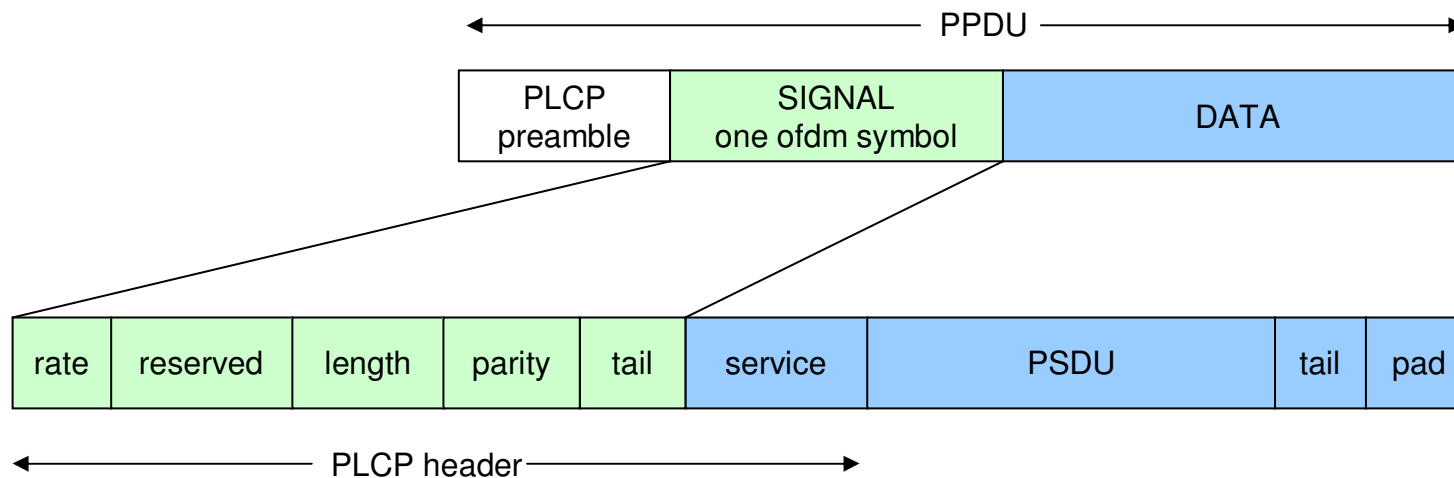 PPDU
PLCP
preamble
SIGNAL
one ofdm symbol
DATA
rate
reserved
length
parity
tail
service
PSDU
tail
pad
PLCP header